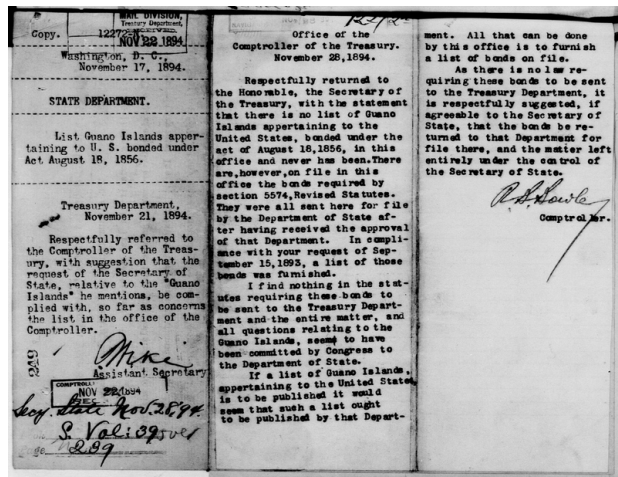 MAIL DIVISION,
Treasury Department,
RECEIVED
NOV 22 1894
Copy.
Washington, D. C.,
November 17, 1894.
STATE DEPARTMENT.
List Guano Islands apper-
taining to U. S. bonded under
Act August 18, 1856.
Treasury Department,
November 21, 1894.
Respectfully referred to
the Comptroller of the Treas-
ury, with suggestion that the
request of the Secretary of
State, relative to the "Guano
Islands" he mentions, be com-
plied with, so far as concerns
the list in the office of the
Comptroller.
249
Assistant Secretary
COMPTROLL
NOV 22 1894
REC
Secy. State Nov. 28, 94.
S. Vol: 39
239
Office of the
Comptroller of the Treasury.
November 28,1894.
Respectfully returned to
the Honorable, the Secretary of
the Treasury, with the statement
that there is no list of Guano
Islands appertaining to the
United States, bonded under the
act of August 18,1856, in this
office and never has been.There
are,however,on file in this
office the bonds required by
section 5574,Revised Statutes.
They were all sent here for file
by the Department of State af-
ter having received the approval
of that Department. In compli-
ance with your request of Sep-
tember 15,1893, a list of those
bonds was furnished.
I find nothing in the stat-
utes requiring these bonds to
be sent to the Treasury Depart-
ment and the entire matter, and
all questions relating to the
Guano Islands, seems to have
been committed by Congress to
the Department of State.
If a list of Guano Islands,
appertaining to the United States
is to be published it would
seem that such a list ought
to be published by that Depart-
ment. All that can be done
by this office is to furnish
a list of bonds on file.
As there is no law re-
quiring these bonds to be sent
to the Treasury Department, it
is respectfully suggested, if
agreeable to the Secretary of
State, that the bonds be re-
turned to that Department for
file there, and the matter left
entirely under the control of
the Secretary of State.
Comptroller.